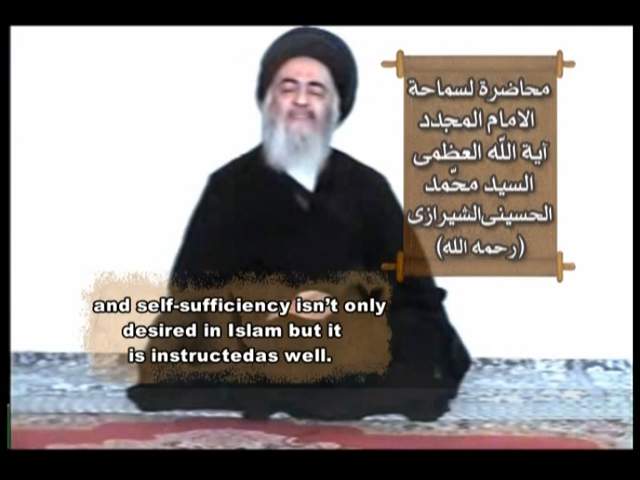 محاضرة لسماحة
الامام المجدد
آية اللّه العظمى
السيد محمّد
الحسينى الشيرازى
(رحمه الله)
and self-sufficiency isn't only
desired in Islam but it
is instructedas well.